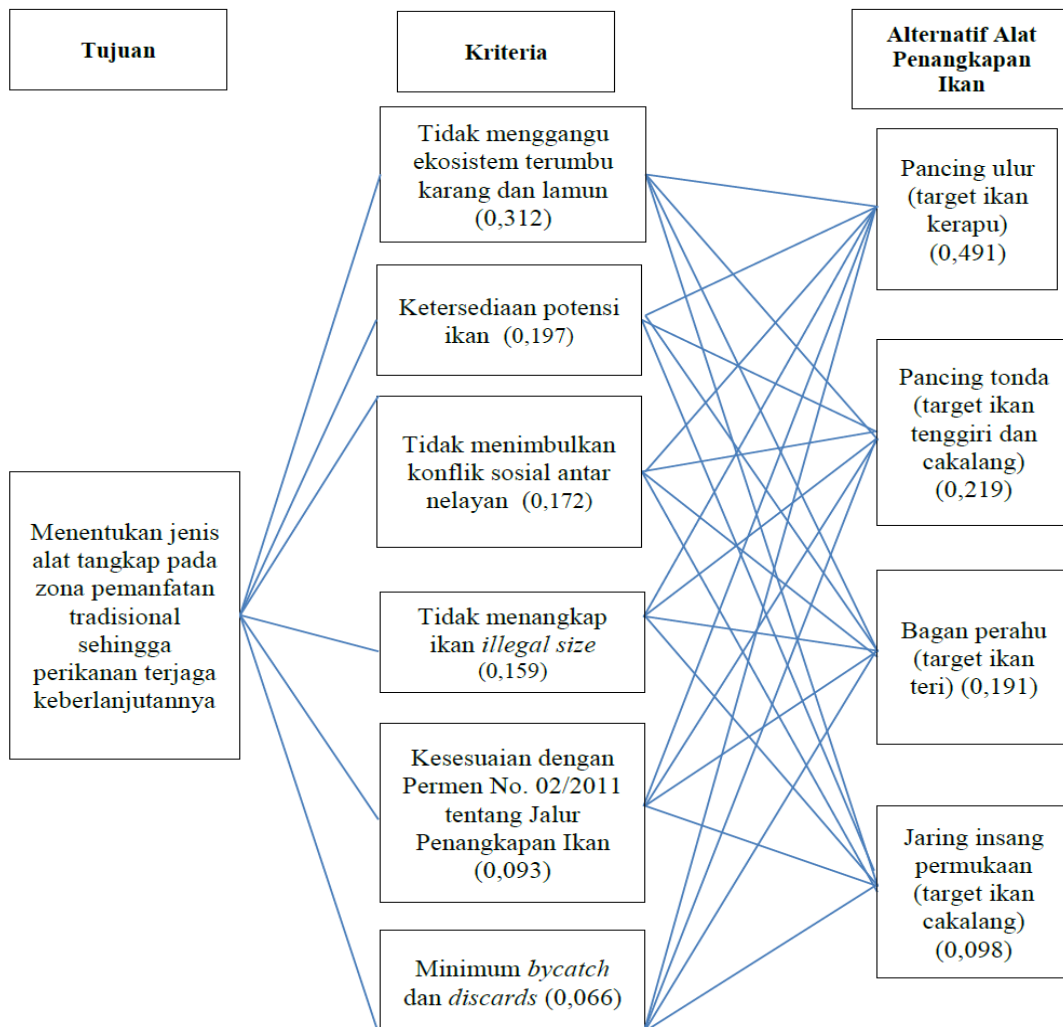 Tujuan
Kriteria
Alternatif Alat
Penangkapan
Ikan
Menentukan jenis
alat tangkap pada
zona pemanfatan
tradisional
sehingga
perikanan terjaga
keberlanjutannya
Tidak menggangu
ekosistem terumbu
karang dan lamun
(0,312)
Ketersediaan potensi
ikan (0,197)
Tidak menimbulkan
konflik sosial antar
nelayan (0,172)
Tidak menangkap
ikan illegal size
(0,159)
Kesesuaian dengan
Permen No. 02/2011
tentang Jalur
Penangkapan Ikan
(0,093)
Minimum bycatch
dan discards (0,066)
Pancing ulur
(target ikan
kerapu)
(0,491)
Pancing tonda
(target ikan
tenggiri dan
cakalang)
(0,219)
Bagan perahu
(target ikan
teri) (0,191)
Jaring insang
permukaan
(target ikan
cakalang)
(0,098)